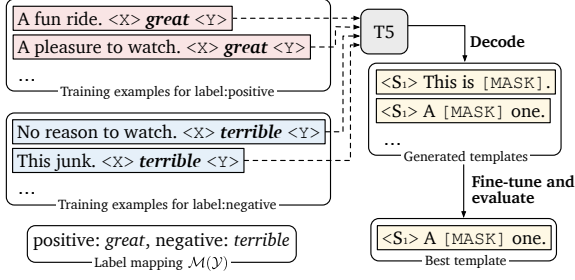 A fun ride. <X> great <Y>
A pleasure to watch. <X> great <Y>
...
Training examples for label:positive
No reason to watch. <X> terrible <Y>
This junk. <X> terrible <Y>
...
Training examples for label:negative
positive: great, negative: terrible
Label mapping M(Y)
T5
Decode
<S₁> This is [MASK].
<S₁> A [MASK] one.
...
Generated templates
Fine-tune and
evaluate
<S₁> A [MASK] one.
Best template